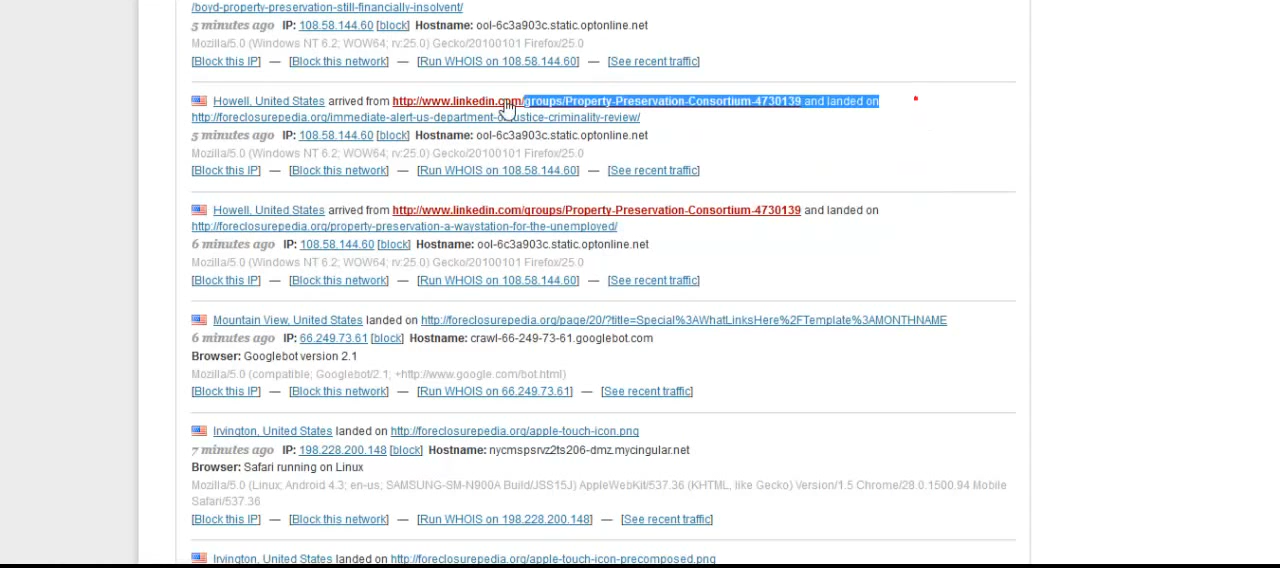 /boyd-property-preservation-still-financially-insolvent/
5 minutes ago IP: 108.58.144.60 [block] Hostname: ool-6c3a903c.static.optonline.net
Mozilla/5.0 (Windows NT 6.2; WOW64; rv:25.0) Gecko/20100101 Firefox/25.0
[Block this IP] — [Block this network] — [Run WHOIS on 108.58.144.60] — [See recent traffic]
Howell, United States arrived from http://www.linkedin.com/groups/Property-Preservation-Consortium-4730139 and landed on
http://foreclosurepedia.org/immediate-alert-us-department-of-justice-criminality-review/
5 minutes ago IP: 108.58.144.60 [block] Hostname: ool-6c3a903c.static.optonline.net
Mozilla/5.0 (Windows NT 6.2; WOW64; rv:25.0) Gecko/20100101 Firefox/25.0
[Block this IP] — [Block this network] — [Run WHOIS on 108.58.144.60] — [See recent traffic]
Howell, United States arrived from http://www.linkedin.com/groups/Property-Preservation-Consortium-4730139 and landed on
http://foreclosurepedia.org/property-preservation-a-waystation-for-the-unemployed/
6 minutes ago IP: 108.58.144.60 [block] Hostname: ool-6c3a903c.static.optonline.net
Mozilla/5.0 (Windows NT 6.2; WOW64; rv:25.0) Gecko/20100101 Firefox/25.0
[Block this IP] — [Block this network] — [Run WHOIS on 108.58.144.60] — [See recent traffic]
Mountain View, United States landed on http://foreclosurepedia.org/page/20/?title=Special%3AWhatLinksHere%2FTemplate%3AMONTHNAME
6 minutes ago IP: 66.249.73.61 [block] Hostname: crawl-66-249-73-61.googlebot.com
Browser: Googlebot version 2.1
Mozilla/5.0 (compatible; Googlebot/2.1; +http://www.google.com/bot.html)
[Block this IP] — [Block this network] — [Run WHOIS on 66.249.73.61] — [See recent traffic]
Irvington, United States landed on http://foreclosurepedia.org/apple-touch-icon.png
7 minutes ago IP: 198.228.200.148 [block] Hostname: nycmspsrvz2ts206-dmz.mycingular.net
Browser: Safari running on Linux
Mozilla/5.0 (Linux; Android 4.3; en-us; SAMSUNG-SM-N900A Build/JSS15J) AppleWebKit/537.36 (KHTML, like Gecko) Version/1.5 Chrome/28.0.1500.94 Mobile
Safari/537.36
[Block this IP] — [Block this network] — [Run WHOIS on 198.228.200.148] — [See recent traffic]
Irvington, United States landed on http://foreclosurepedia.org/apple-touch-icon-precomposed.png